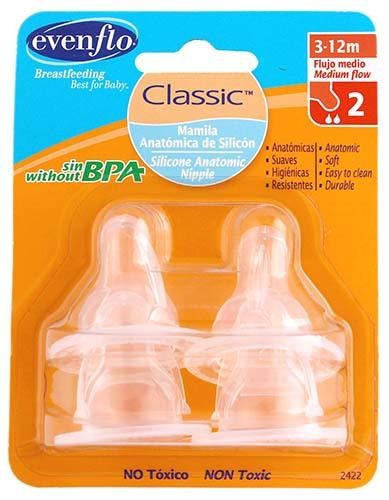 evenflo®
Breastfeeding
Best for Baby.
3-12m
Flujo medio
Medium flow
2
Classic™
Mamila
Anatómica de Silicón
Silicone Anatomic
Nipple
sin
without BPA
• Anatómicas
• Suaves
• Higiénicas
• Resistentes
• Anatomic
• Soft
• Easy to clean
• Durable
NO Tóxico NON Toxic
2422